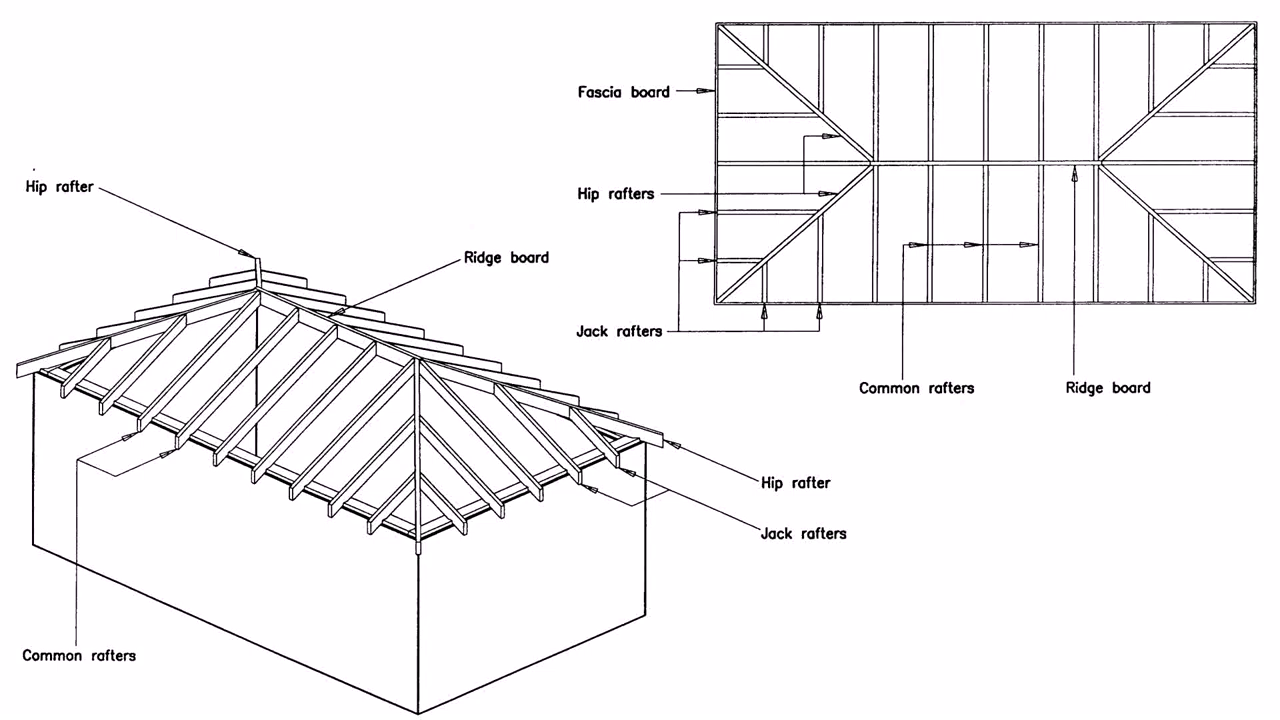 Fascia board
Hip rafter
Hip rafters
Ridge board
Jack rafters
Common rafters
Ridge board
Hip rafter
Jack rafters
Common rafters